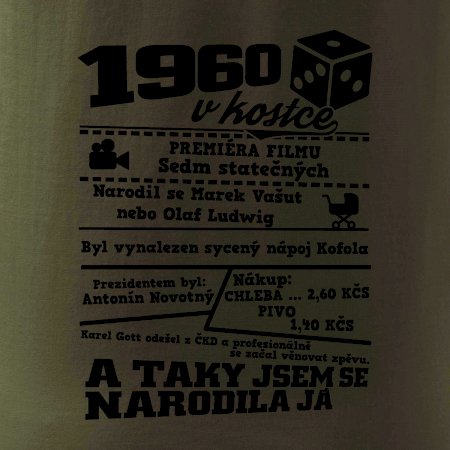 1960
v kostce
PREMIÉRA FILMU
Sedm statečných
Narodil se Marek Vašut
nebo Olaf Ludwig
Byl vynalezen sycený nápoj Kofola
Prezidentem byl:
Antonín Novotný
Nákup:
CHLEBA ... 2,60 KČS
PIVO
1,40 KČS
Karel Gott odešel z ČKD a profesionálně
se začal věnovat zpěvu.
A TAKY JSEM SE
NARODILA JÁ